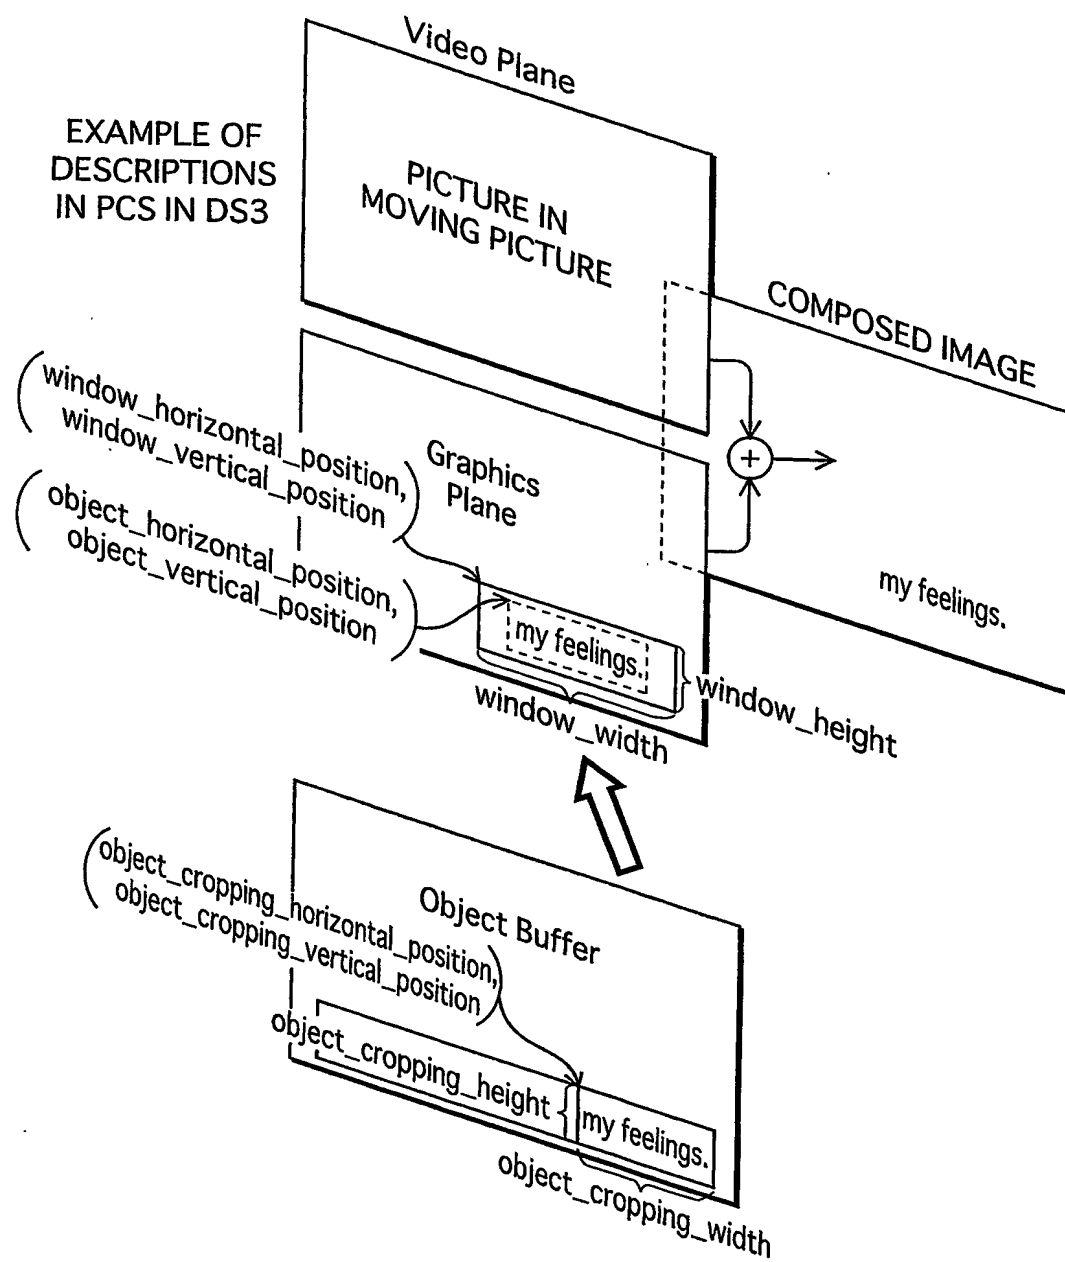 Video Plane
EXAMPLE OF
DESCRIPTIONS
IN PCS IN DS3
PICTURE IN
MOVING PICTURE
COMPOSED IMAGE
(window_horizontal_position,
window_vertical_position)
Graphics
Plane
(object_horizontal_position,
object_vertical_position)
+
my feelings.
my feelings.
window_height
window_width
Object Buffer
(object_cropping_horizontal_position,
object_cropping_vertical_position)
object_cropping_height
my feelings.
object_cropping_width